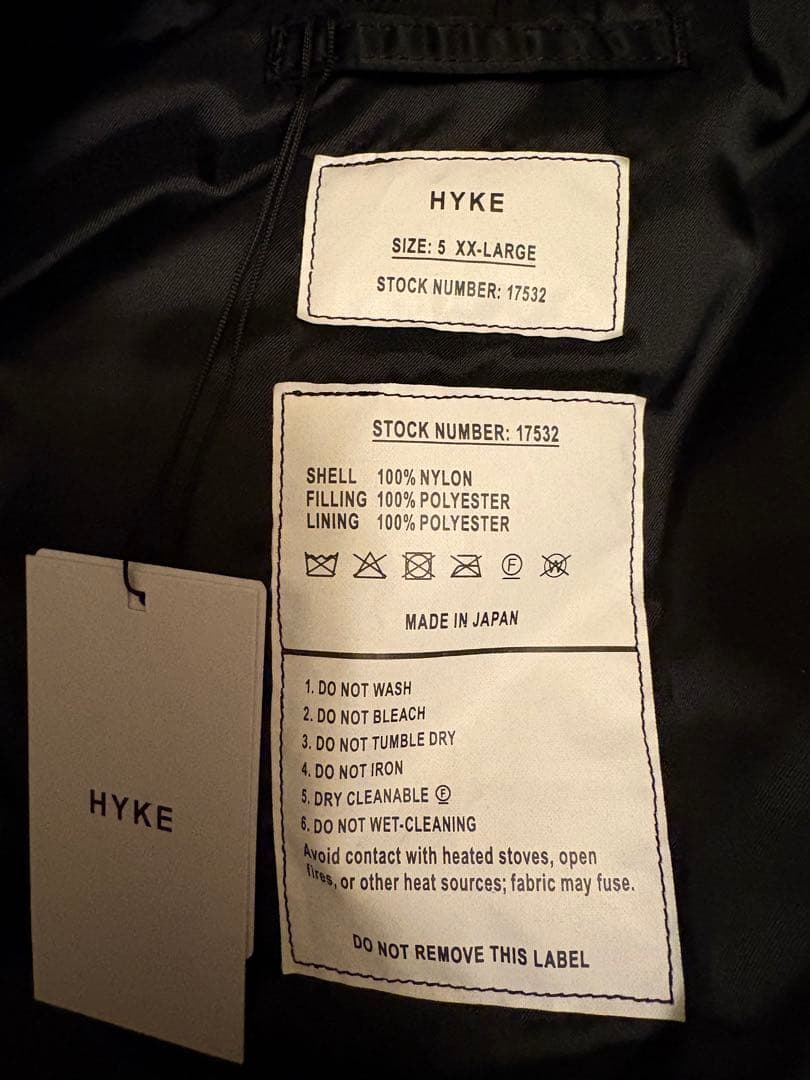 HYKE
SIZE: 5 XX-LARGE
STOCK NUMBER: 17532
STOCK NUMBER: 17532
SHELL 100% NYLON
FILLING 100% POLYESTER
LINING 100% POLYESTER
F W
MADE IN JAPAN
1. DO NOT WASH
2. DO NOT BLEACH
3. DO NOT TUMBLE DRY
4. DO NOT IRON
5. DRY CLEANABLE Ⓕ
6. DO NOT WET-CLEANING
Avoid contact with heated stoves, open
fires, or other heat sources; fabric may fuse.
DO NOT REMOVE THIS LABEL
HYKE